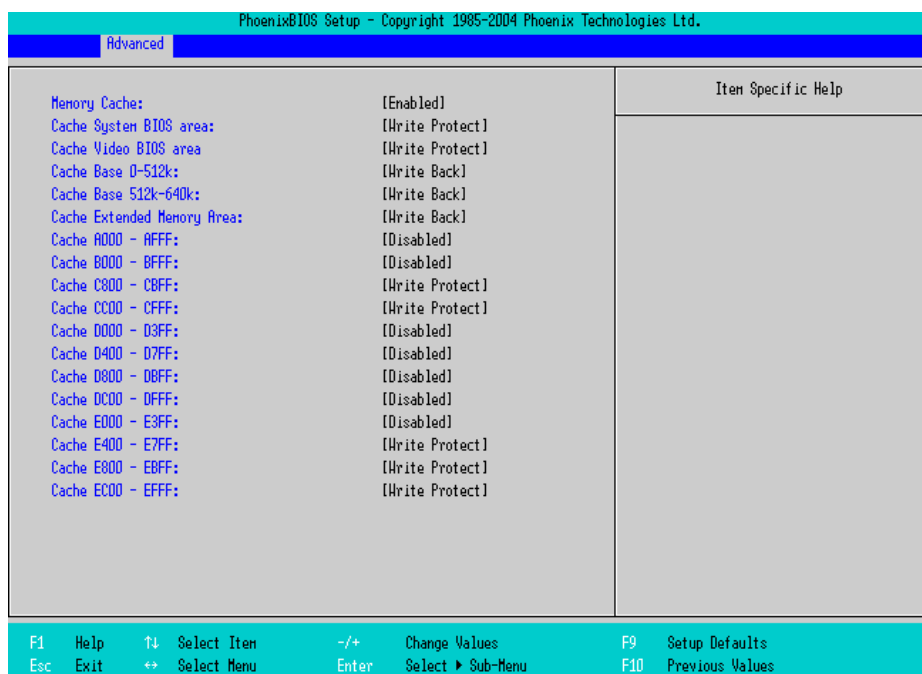 PhoenixBIOS Setup - Copyright 1985-2004 Phoenix Technologies Ltd.
Advanced
Item Specific Help
Memory Cache: [Enabled]
Cache System BIOS area: [Write Protect]
Cache Video BIOS area [Write Protect]
Cache Base 0-512k: [Write Back]
Cache Base 512k-640k: [Write Back]
Cache Extended Memory Area: [Write Back]
Cache A000 - AFFF: [Disabled]
Cache B000 - BFFF: [Disabled]
Cache C800 - CBFF: [Write Protect]
Cache CC00 - CFFF: [Write Protect]
Cache D000 - D3FF: [Disabled]
Cache D400 - D7FF: [Disabled]
Cache D800 - DBFF: [Disabled]
Cache DC00 - DFFF: [Disabled]
Cache E000 - E3FF: [Disabled]
Cache E400 - E7FF: [Write Protect]
Cache E800 - EBFF: [Write Protect]
Cache EC00 - EFFF: [Write Protect]
F1 Help ↑↓ Select Item -/+ Change Values F9 Setup Defaults
Esc Exit ↔ Select Menu Enter Select ▶ Sub-Menu F10 Previous Values